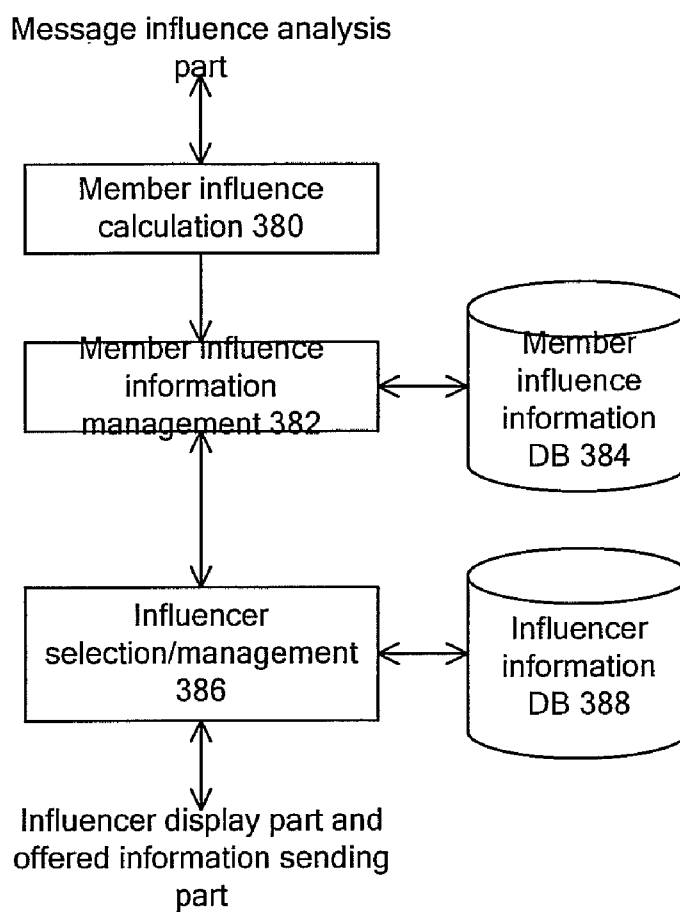 Message influence analysis
part
Member influence
calculation 380
Member influence
information
management 382
Member
influence
information
DB 384
Influencer
selection/management
386
Influencer
information
DB 388
Influencer display part and
offered information sending
part